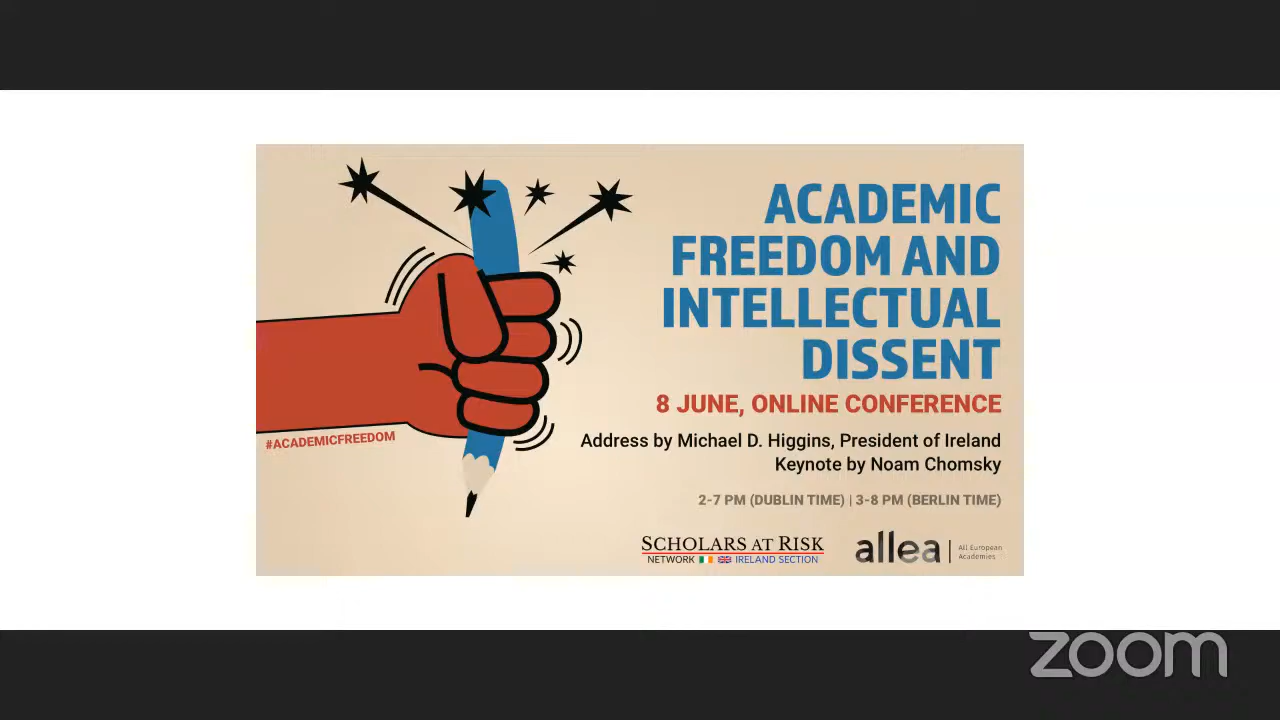 ACADEMIC
FREEDOM AND
INTELLECTUAL
DISSENT
8 JUNE, ONLINE CONFERENCE
Address by Michael D. Higgins, President of Ireland
Keynote by Noam Chomsky
2-7 PM (DUBLIN TIME) | 3-8 PM (BERLIN TIME)
#ACADEMICFREEDOM
SCHOLARS AT RISK
NETWORK IRELAND SECTION
allea
All European
Academies
zoom